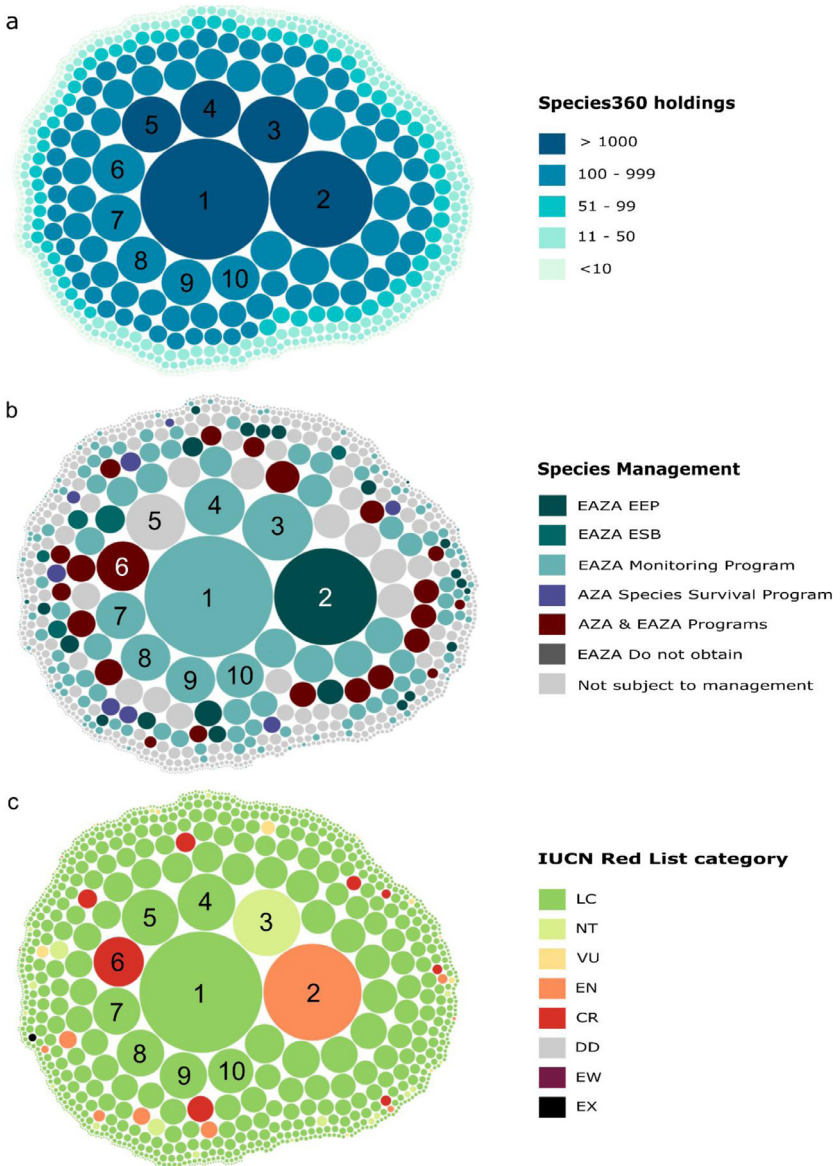 a
Species360 holdings
> 1000
100 - 999
51 - 99
11 - 50
<10
1
2
3
4
5
6
7
8
9
10
b
Species Management
EAZA EEP
EAZA ESB
EAZA Monitoring Program
AZA Species Survival Program
AZA & EAZA Programs
EAZA Do not obtain
Not subject to management
1
2
3
4
5
6
7
8
9
10
c
IUCN Red List category
LC
NT
VU
EN
CR
DD
EW
EX
1
2
3
4
5
6
7
8
9
10